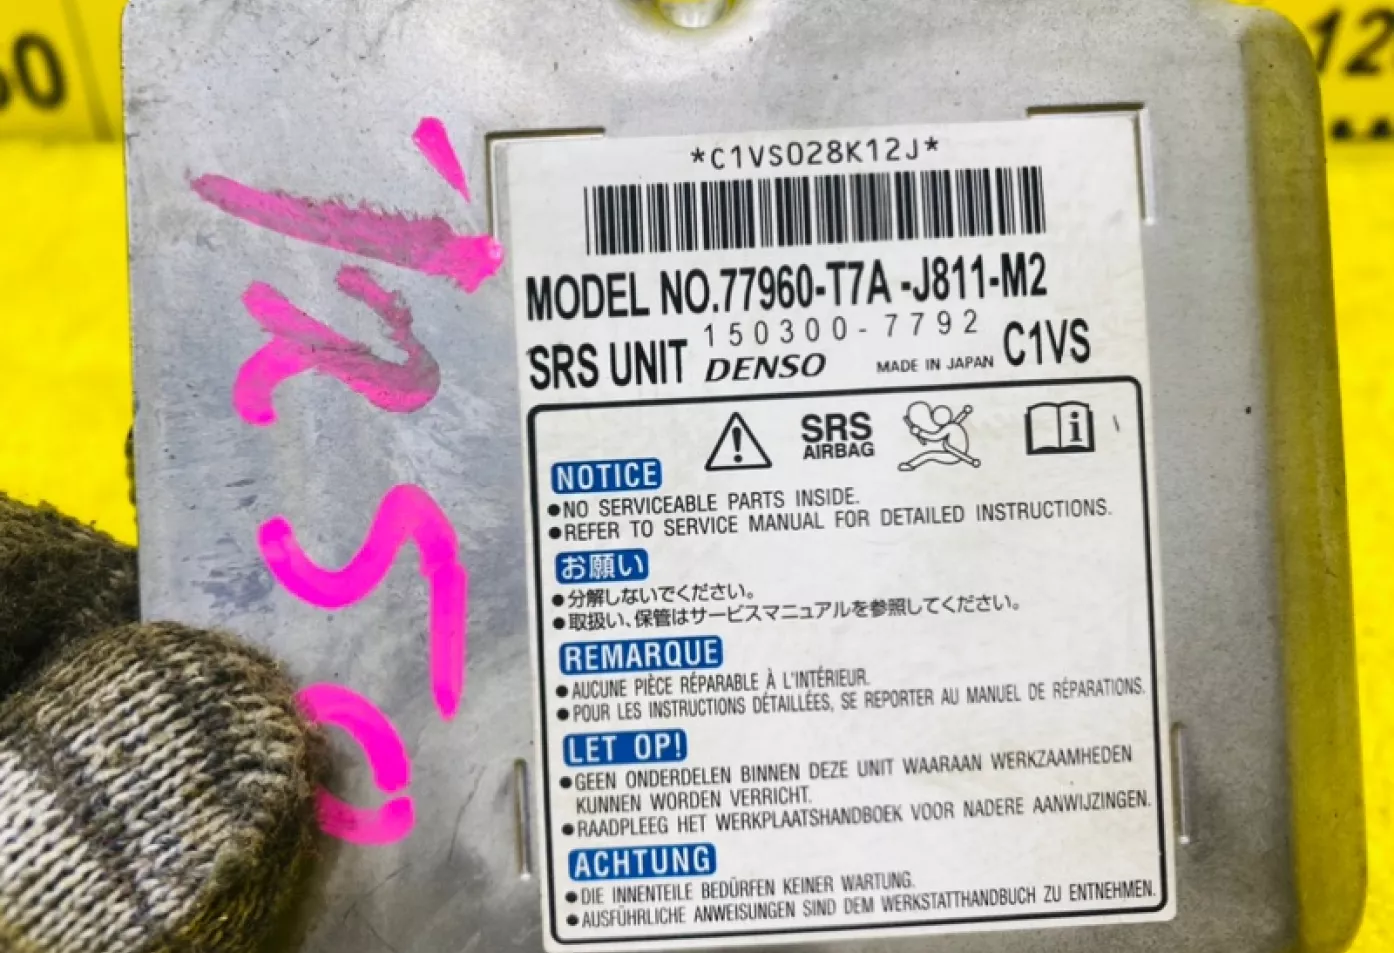 *C1VS028K12J*
MODEL NO.77960-T7A -J811-M2
150300-7792
SRS UNIT DENSO MADE IN JAPAN C1VS
SRS
AIRBAG
i
NOTICE
●NO SERVICEABLE PARTS INSIDE.
●REFER TO SERVICE MANUAL FOR DETAILED INSTRUCTIONS.
お願い
●分解しないでください。
●取扱い、保管はサービスマニュアルを参照してください。
REMARQUE
●AUCUNE PIÈCE RÉPARABLE À L'INTÉRIEUR.
●POUR LES INSTRUCTIONS DÉTAILLÉES, SE REPORTER AU MANUEL DE RÉPARATIONS.
LET OP!
●GEEN ONDERDELEN BINNEN DEZE UNIT WAARAAN WERKZAAMHEDEN
KUNNEN WORDEN VERRICHT.
●RAADPLEEG HET WERKPLAATSHANDBOEK VOOR NADERE AANWIJZINGEN.
ACHTUNG
●DIE INNENTEILE BEDÜRFEN KEINER WARTUNG.
●AUSFÜHRLICHE ANWEISUNGEN SIND DEM WERKSTATTHANDBUCH ZU ENTNEHMEN.